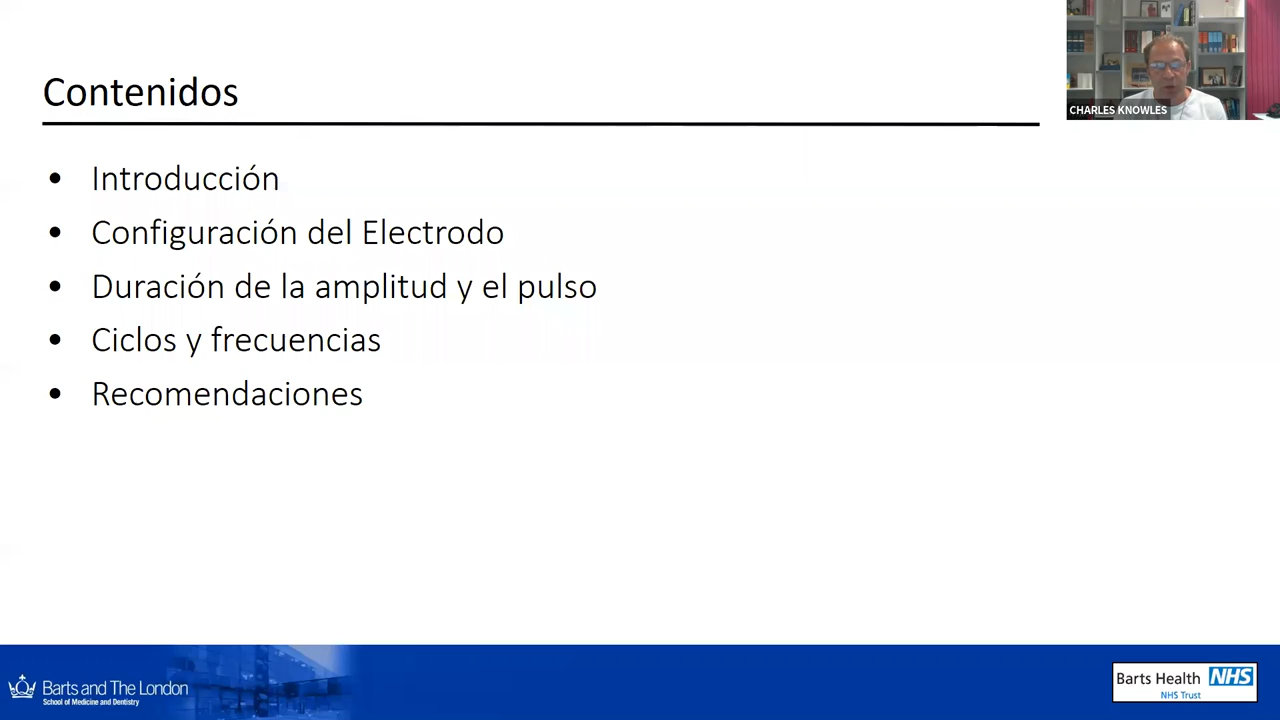 Contenidos
CHARLES KNOWLES
• Introducción
• Configuración del Electrodo
• Duración de la amplitud y el pulso
• Ciclos y frecuencias
• Recomendaciones
Barts and The London
School of Medicine and Dentistry
Barts Health NHS
NHS Trust